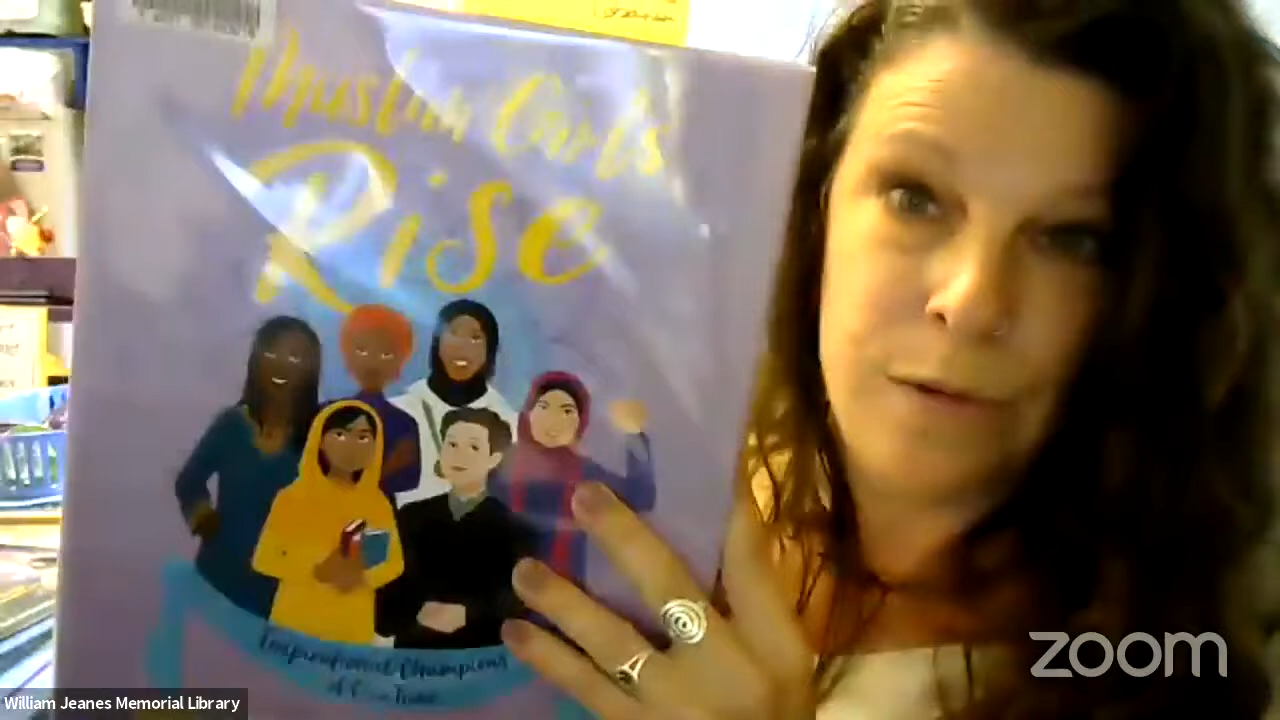 Muslim Girls
Rise
Inspirational Champions
of Our Time
zoom
William Jeanes Memorial Library